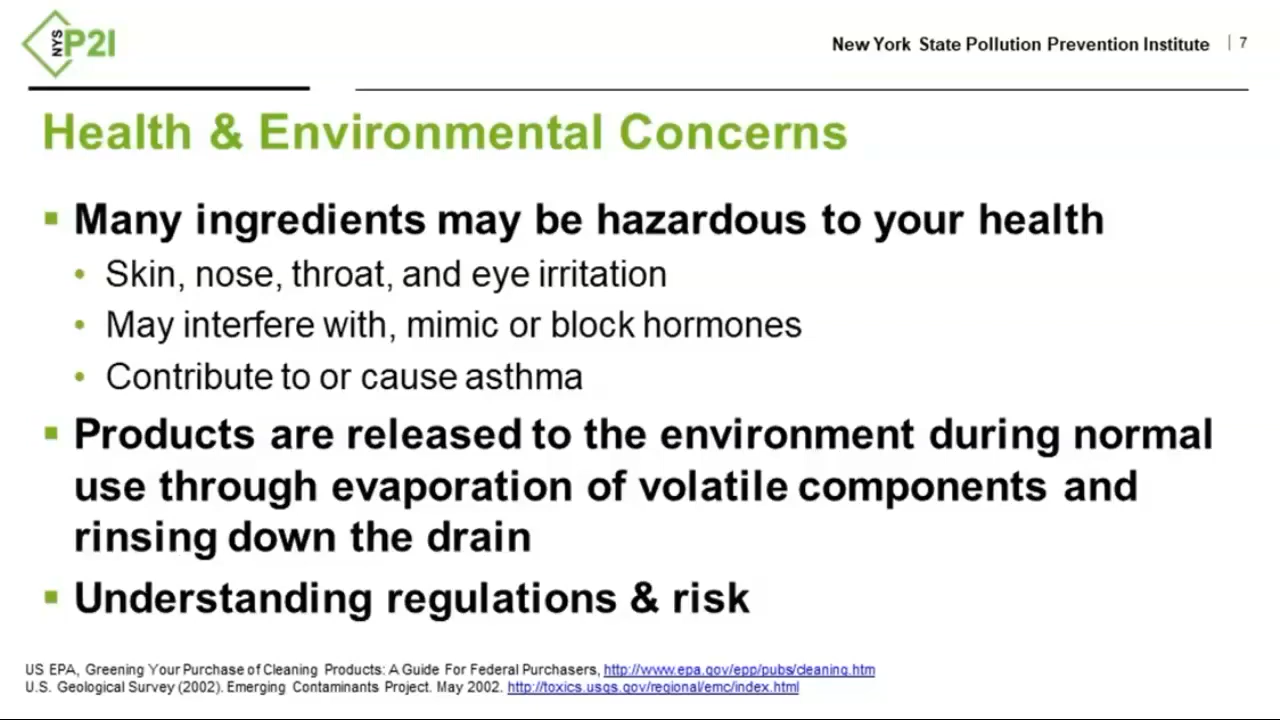 NYS P2I
New York State Pollution Prevention Institute | 7
Health & Environmental Concerns
▪ Many ingredients may be hazardous to your health
• Skin, nose, throat, and eye irritation
• May interfere with, mimic or block hormones
• Contribute to or cause asthma
▪ Products are released to the environment during normal
use through evaporation of volatile components and
rinsing down the drain
▪ Understanding regulations & risk
US EPA, Greening Your Purchase of Cleaning Products: A Guide For Federal Purchasers, http://www.epa.gov/epp/pubs/cleaning.htm
U.S. Geological Survey (2002). Emerging Contaminants Project. May 2002. http://toxics.usgs.gov/regional/emc/index.html